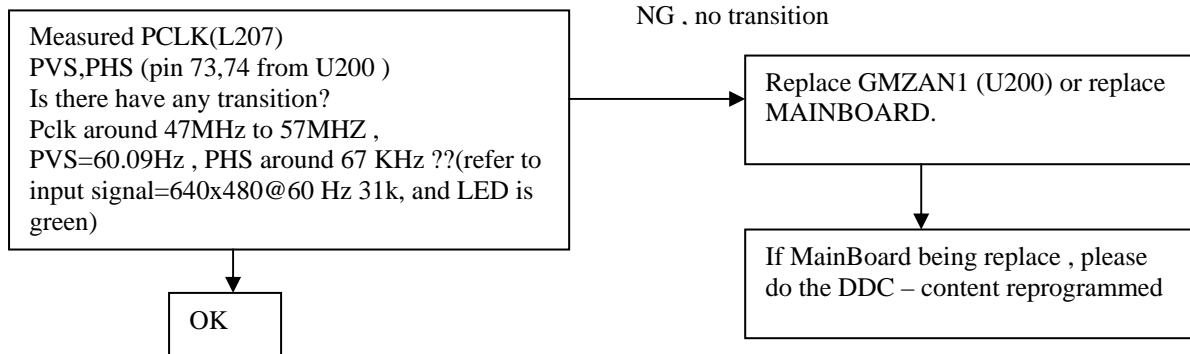 NG , no transition
Measured PCLK(L207)
PVS,PHS (pin 73,74 from U200 )
Is there have any transition?
Pclk around 47MHz to 57MHZ ,
PVS=60.09Hz , PHS around 67 KHz ??(refer to
input signal=640x480@60 Hz 31k, and LED is
green)
Replace GMZAN1 (U200) or replace
MAINBOARD.
If MainBoard being replace , please
do the DDC – content reprogrammed
OK